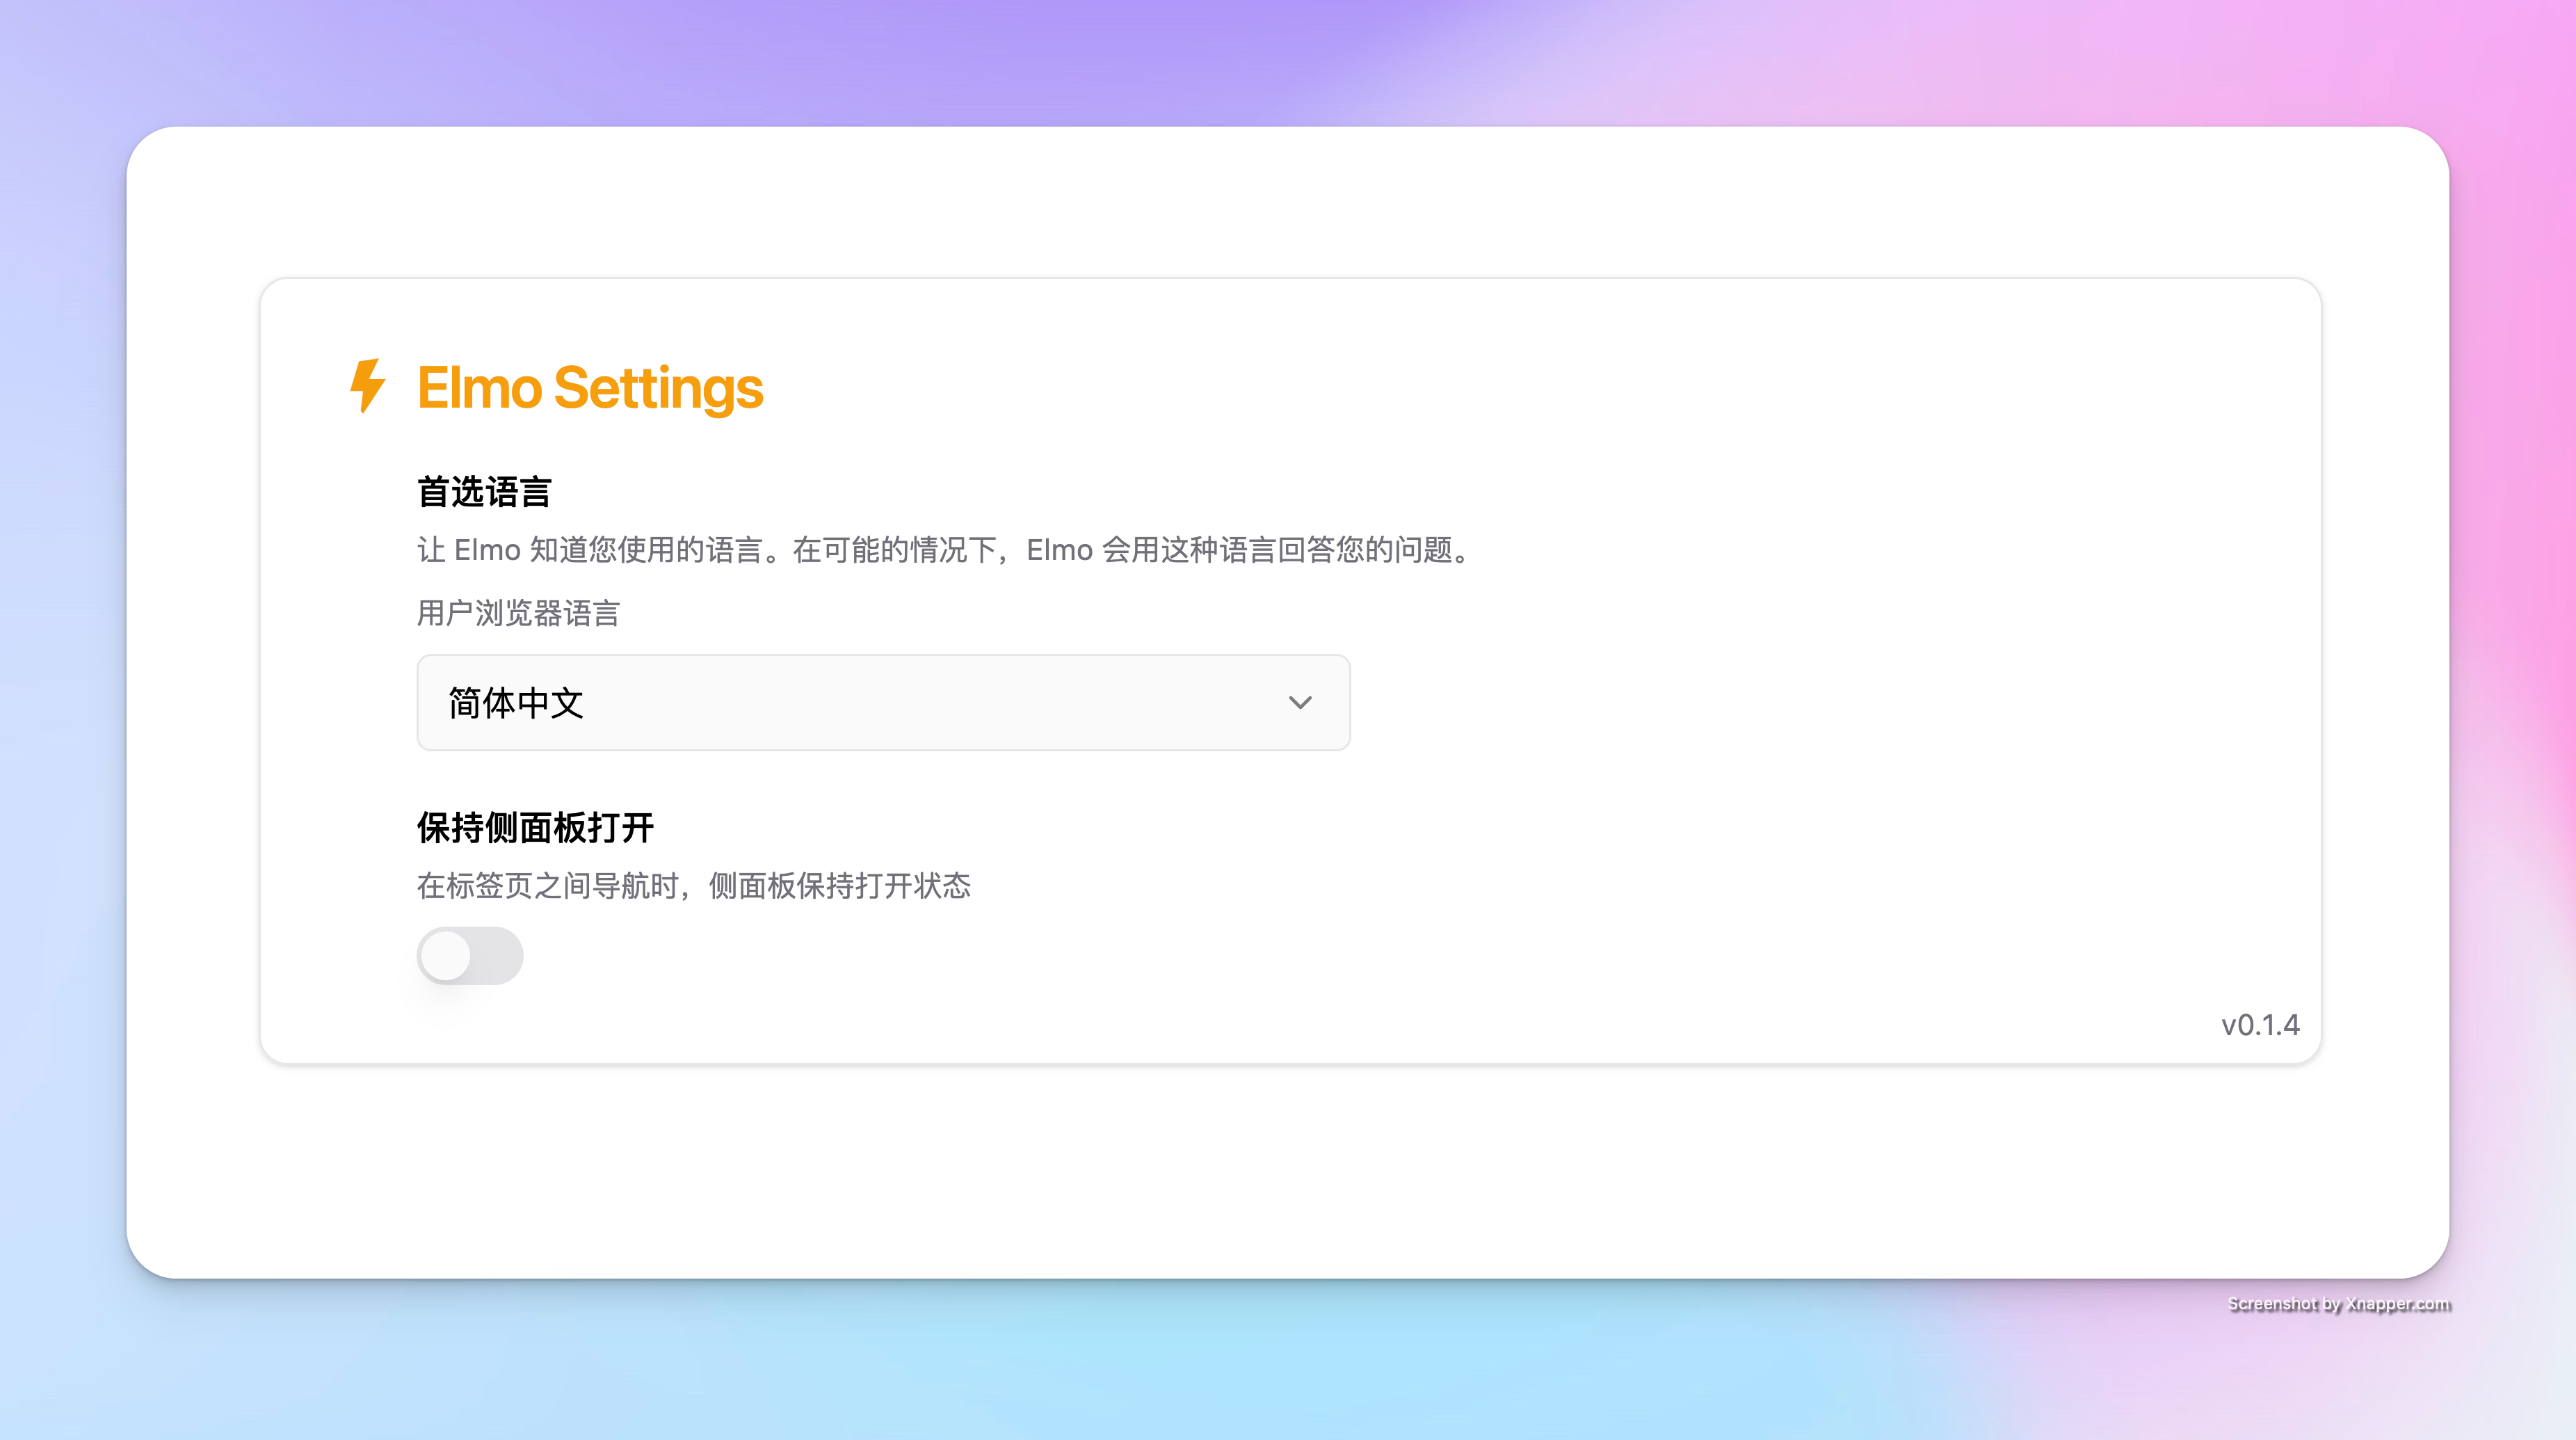 Elmo Settings
首选语言
让 Elmo 知道您使用的语言。在可能的情况下，Elmo 会用这种语言回答您的问题。
用户浏览器语言
简体中文
保持侧面板打开
在标签页之间导航时，侧面板保持打开状态
v0.1.4
Screenshot by Xnapper.com